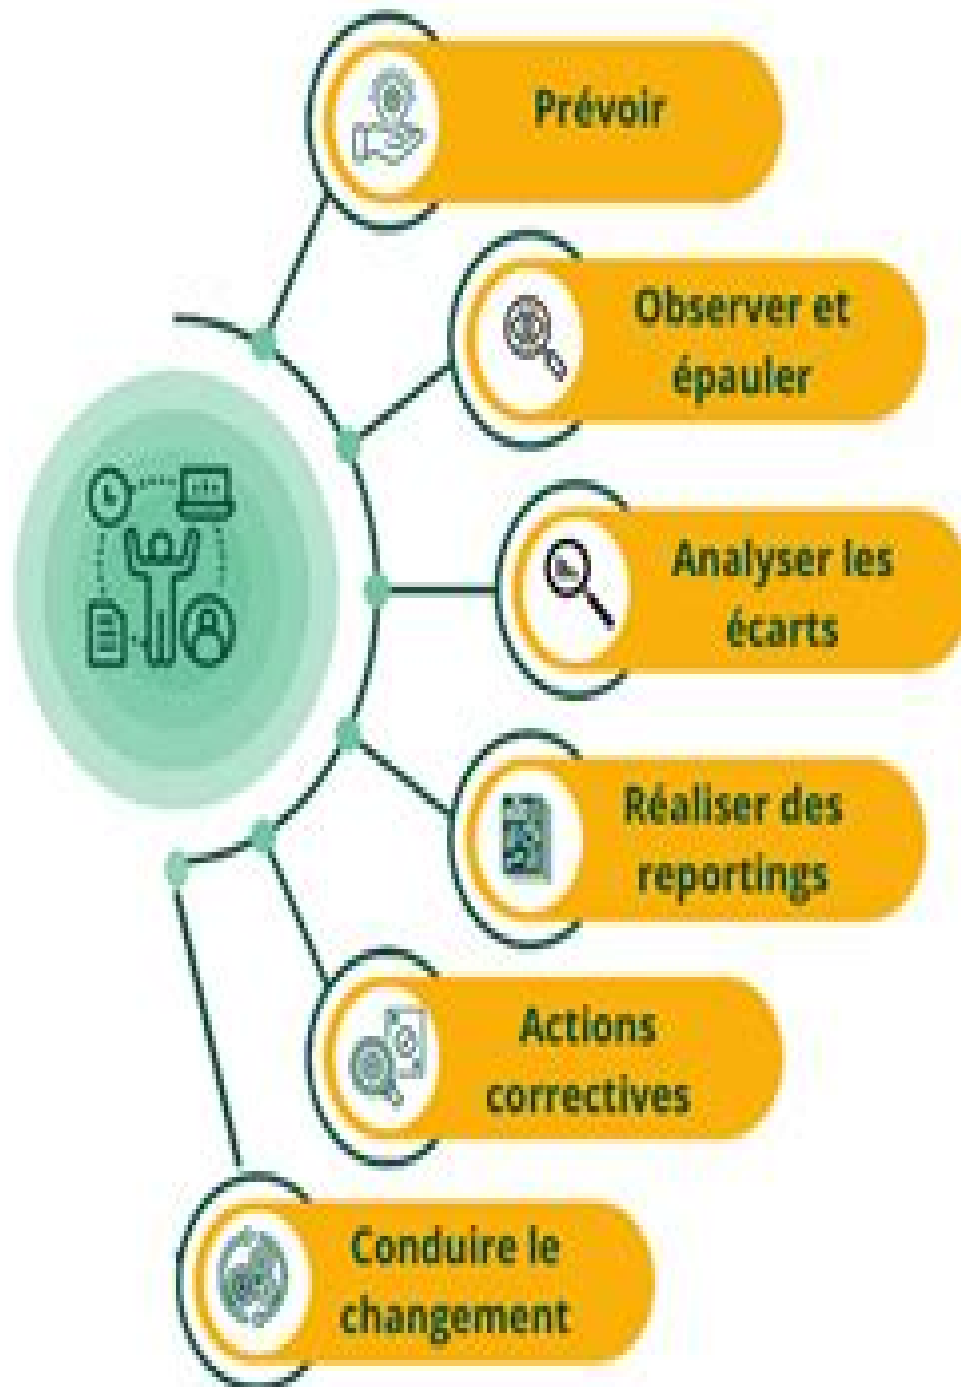 Prévoir
Observer et
épauler
Analyser les
écarts
Réaliser des
reportings
Actions
correctives
Conduire le
changement